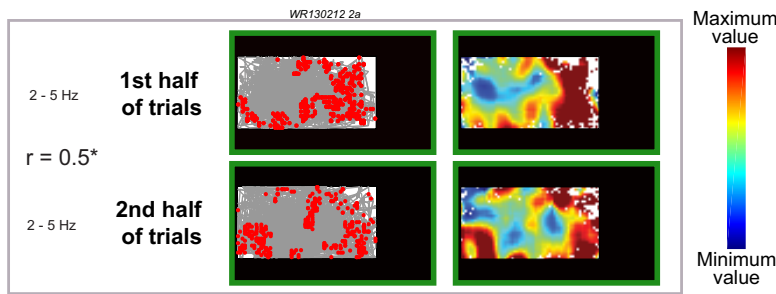 WR130212 2a
Maximum
value
1st half
of trials
2 - 5 Hz
r = 0.5*
2nd half
of trials
2 - 5 Hz
Minimum
value